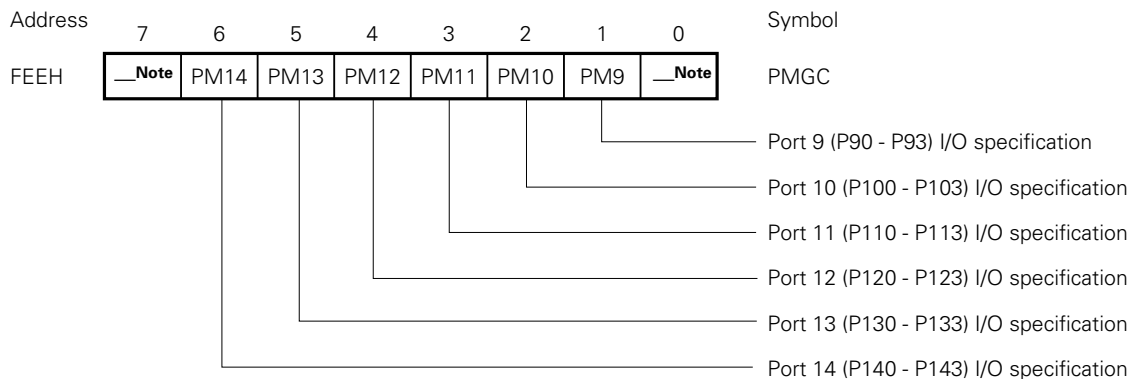 Address 7 6 5 4 3 2 1 0 Symbol
FEEH __Note PM14 PM13 PM12 PM11 PM10 PM9 __Note PMGC
Port 9 (P90 - P93) I/O specification
Port 10 (P100 - P103) I/O specification
Port 11 (P110 - P113) I/O specification
Port 12 (P120 - P123) I/O specification
Port 13 (P130 - P133) I/O specification
Port 14 (P140 - P143) I/O specification